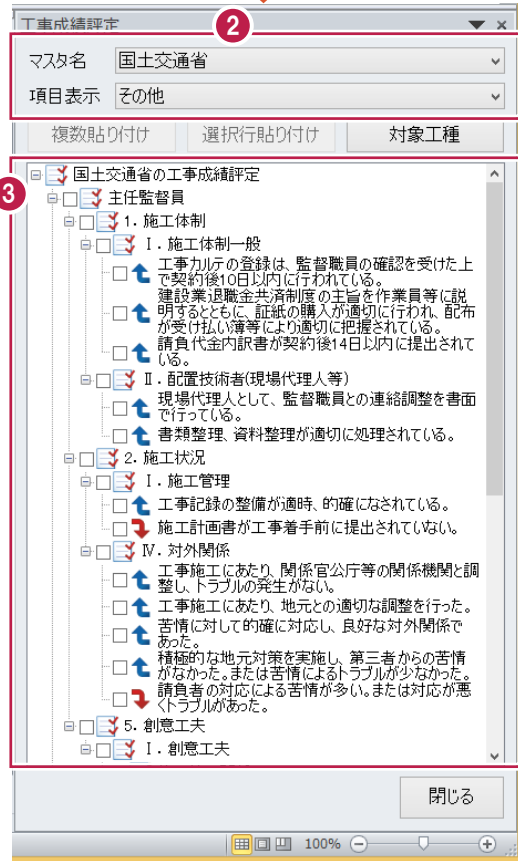 工事成績評定
2
マスタ名 国土交通省
項目表示 その他
複数貼り付け 選択行貼り付け 対象工種
3
国土交通省の工事成績評定
主任監督員
1. 施工体制
Ⅰ. 施工体制一般
工事カルテの登録は、監督職員の確認を受けた上
で契約後10日以内に行われている。
建設業退職金共済制度の主旨を作業員等に説
明するとともに、証紙の購入が適切に行われ、配布
が受け払い簿等により適切に把握されている。
請負代金内訳書が契約後14日以内に提出されて
いる。
Ⅱ. 配置技術者(現場代理人等)
現場代理人として、監督職員との連絡調整を書面
で行っている。
書類整理、資料整理が適切に処理されている。
2. 施工状況
Ⅰ. 施工管理
工事記録の整備が適時、的確になされている。
施工計画書が工事着手前に提出されていない。
Ⅳ. 対外関係
工事施工にあたり、関係官公庁等の関係機関と調
整し、トラブルの発生がない。
工事施工にあたり、地元との適切な調整を行った。
苦情に対して的確に対応し、良好な対外関係で
あった。
積極的な地元対策を実施し、第三者からの苦情
がなかった。または苦情によるトラブルが少なかった。
請負者の対応による苦情が多い。または対応が悪
くトラブルがあった。
5. 創意工夫
Ⅰ. 創意工夫
閉じる
100%